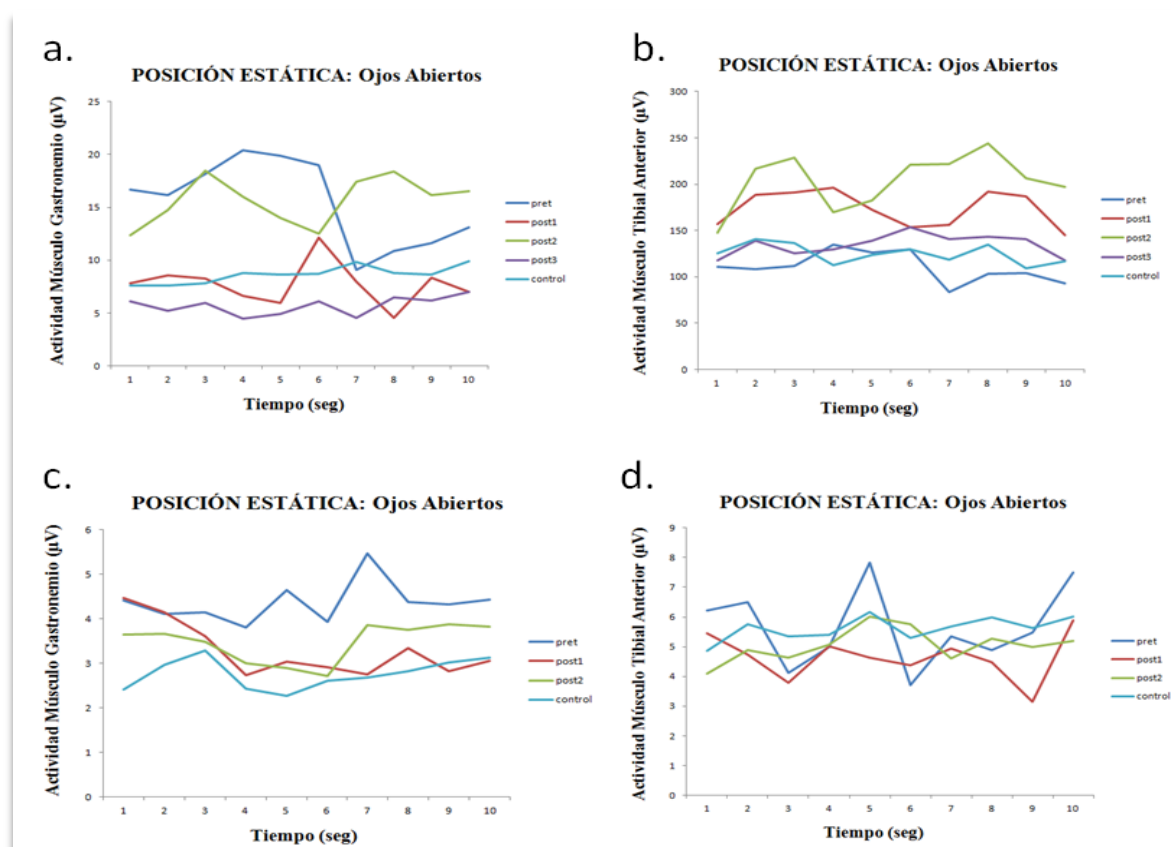 a.
POSICIÓN ESTÁTICA: Ojos Abiertos
Actividad Músculo Gastronemio (µV)
25
20
15
10
5
0
1 2 3 4 5 6 7 8 9 10
Tiempo (seg)
pret
post1
post2
post3
control
b.
POSICIÓN ESTÁTICA: Ojos Abiertos
Actividad Músculo Tibial Anterior (µV)
300
250
200
150
100
50
0
1 2 3 4 5 6 7 8 9 10
Tiempo (seg)
pret
post1
post2
post3
control
c.
POSICIÓN ESTÁTICA: Ojos Abiertos
Actividad Músculo Gastronemio (µV)
6
5
4
3
2
1
0
1 2 3 4 5 6 7 8 9 10
Tiempo (seg)
pret
post1
post2
control
d.
POSICIÓN ESTÁTICA: Ojos Abiertos
Actividad Músculo Tibial Anterior (µV)
9
8
7
6
5
4
3
2
1
0
1 2 3 4 5 6 7 8 9 10
Tiempo (seg)
pret
post1
post2
control